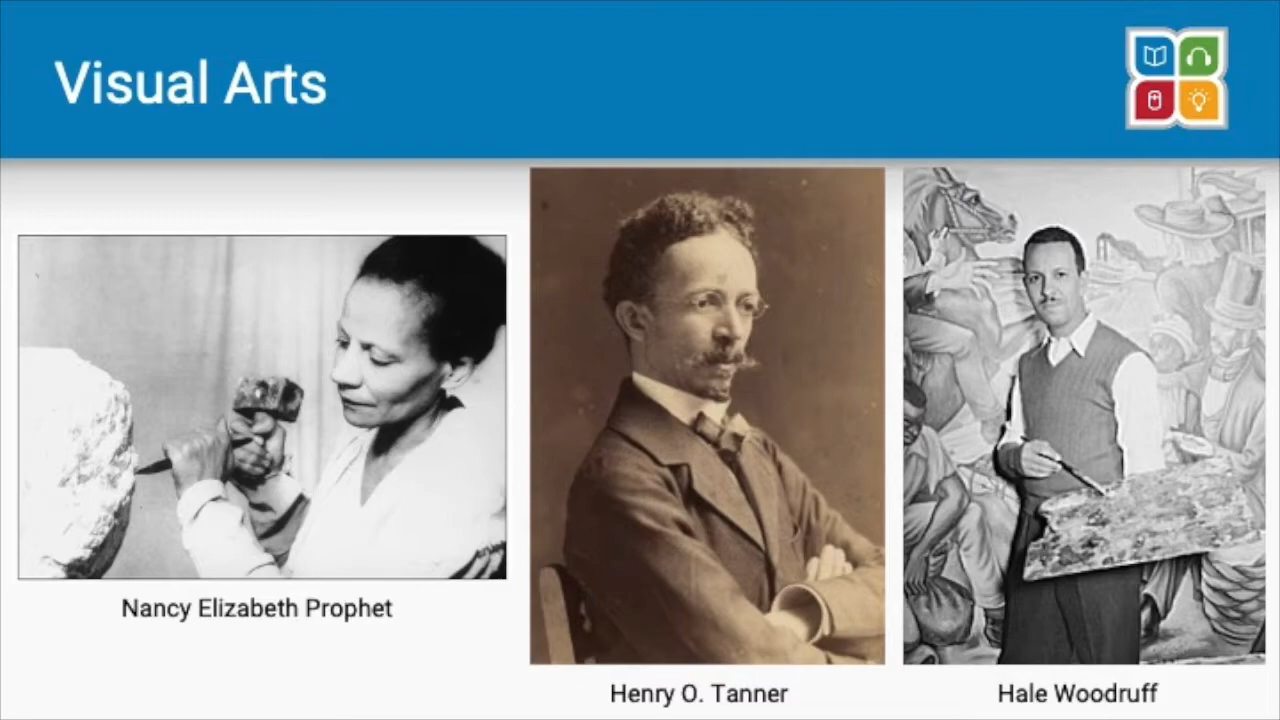 Visual Arts
Nancy Elizabeth Prophet
Henry O. Tanner
Hale Woodruff